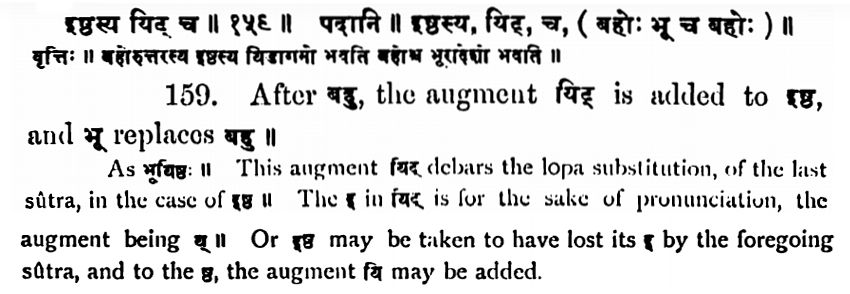 इष्ठस्य यिट् च ॥ १५९ ॥ पदानि ॥ इष्ठस्य, यिट्, च, ( बहोः भू च बहोः ) ॥
वृत्तिः ॥ बहोरुत्तरस्य इष्ठस्य यिडागमो भवति बहोश्च भूरादेशो भवति ॥
159. After बहु, the augment यिट् is added to इष्ठ,
and भू replaces बहु ॥
As भूयिष्ठः ॥ This augment यिट् debars the lopa substitution, of the last
sûtra, in the case of इष्ठ ॥ The इ in यिट् is for the sake of pronunciation, the
augment being य् ॥ Or इष्ठ may be taken to have lost its इ by the foregoing
sûtra, and to the ष्ठ, the augment यि may be added.